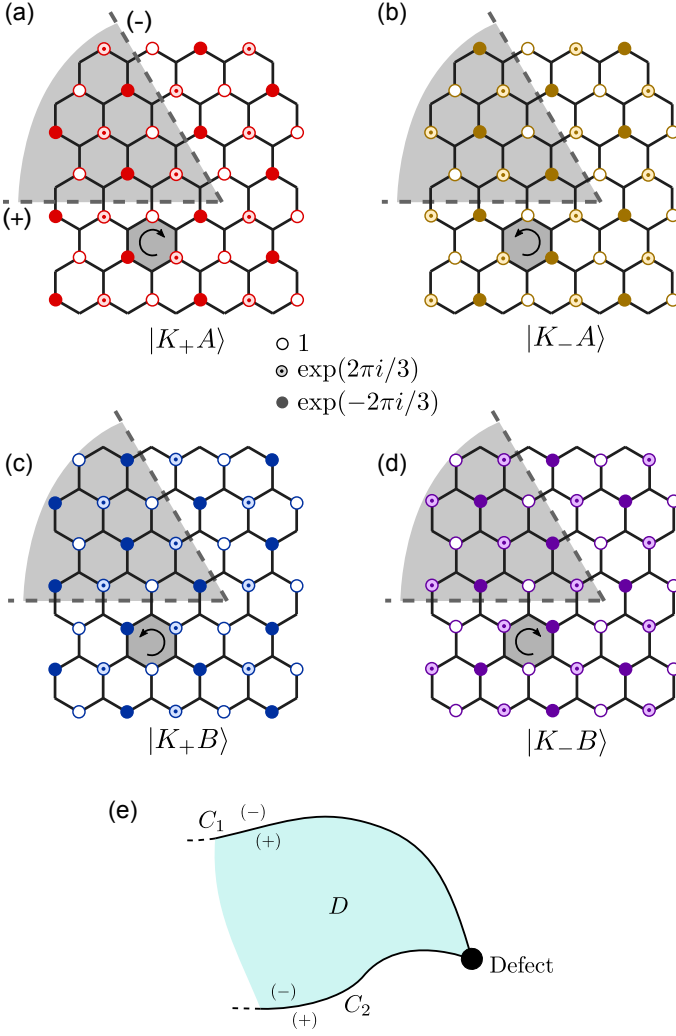 (a)
(b)
(-)
(+)
|K₊A⟩
|K₋A⟩
1
exp(2πi/3)
exp(−2πi/3)
(c)
(d)
|K₊B⟩
|K₋B⟩
(e)
C₁
(−)
(+)
D
Defect
(−)
C₂
(+)